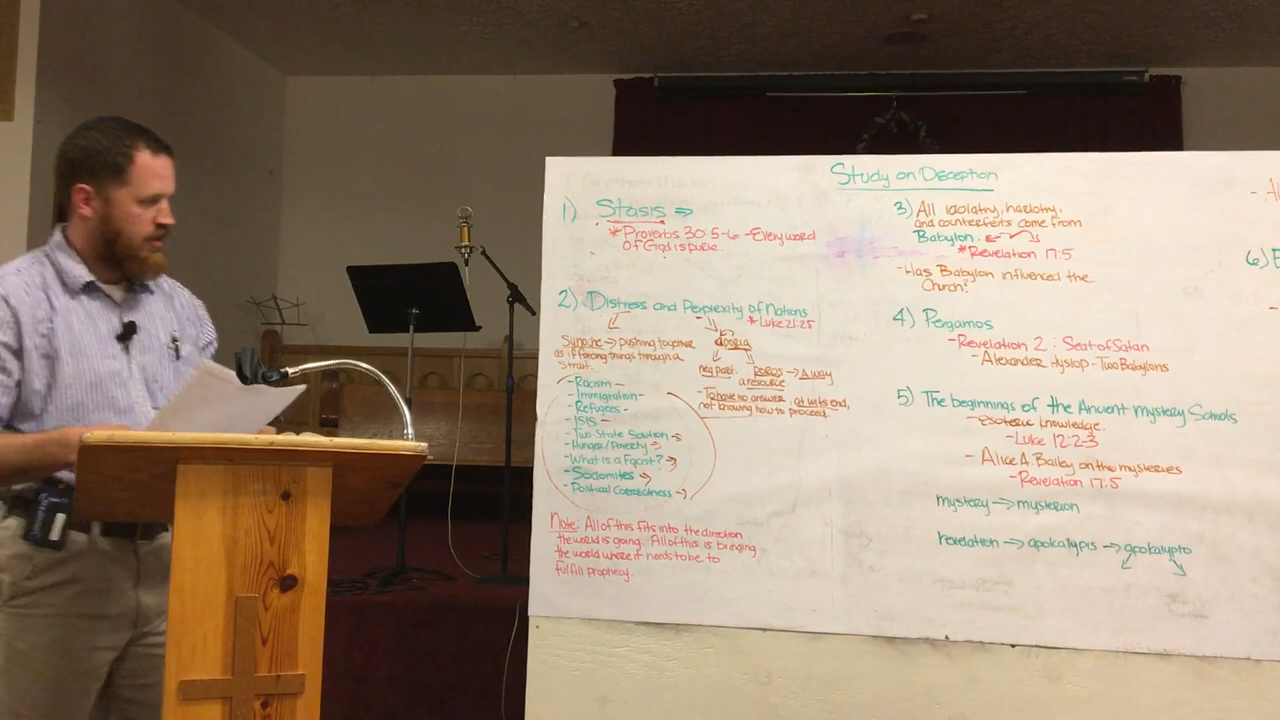 Study on Deception
1) Stasis ⇒
*Proverbs 30:5-6 - Every word
of God is pure.
2) Distress and Perplexity of Nations
*Luke 21:25
Synoche → pushing together
as if forcing things through a
strait.
aporia
neg part. poros → A way
a resource
- To have no answer, at wits end,
not knowing how to proceed.
- Racism -
- Immigration -
- Refugees -
- ISIS -
- Two-State Solution →
- Hunger/Poverty →
- What is a Facist? →
- Sodomites →
- Political Correctness →
Note: All of this fits into the direction
the world is going. All of this is bringing
the world where it needs to be to
fulfill prophecy.
3) All idolatry, harlotry,
and counterfeits come from
Babylon.
*Revelation 17:5
- Has Babylon influenced the
Church?
4) Pergamos
- Revelation 2: Seat of Satan
- Alexander Hyslop - Two Babylons
5) The beginnings of the Ancient Mystery Schools
- Esoteric knowledge.
- Luke 12:2-3
- Alice A. Bailey on the mysteries
- Revelation 17:5
mystery → mysterion
revelation → apokalypis → apokalypto
6) E